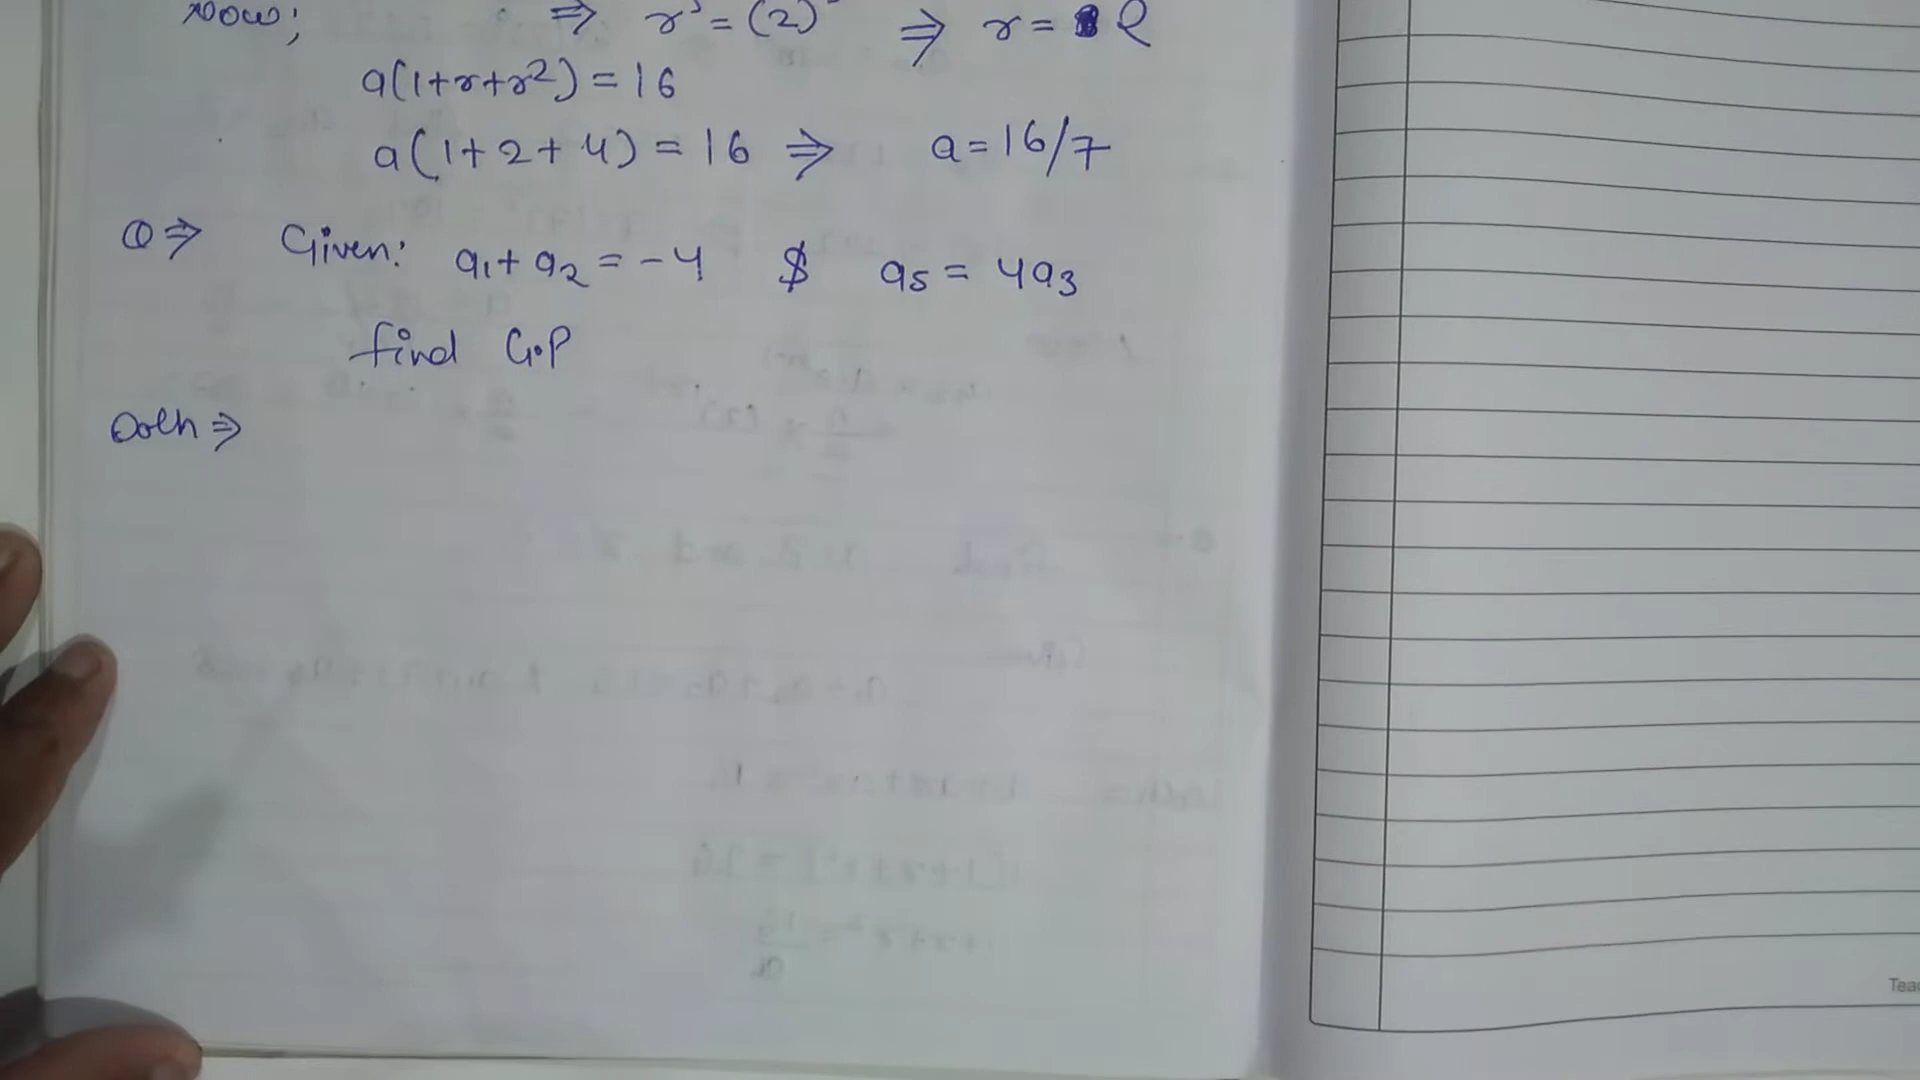 Now; ⇒ r³ = (2)³ ⇒ r = 2
a(1+r+r²) = 16
a(1+2+4) = 16 ⇒ a = 16/7
Q ⇒ Given: a₁ + a₂ = -4 $ a₅ = 4a₃
find G.P
Soln ⇒